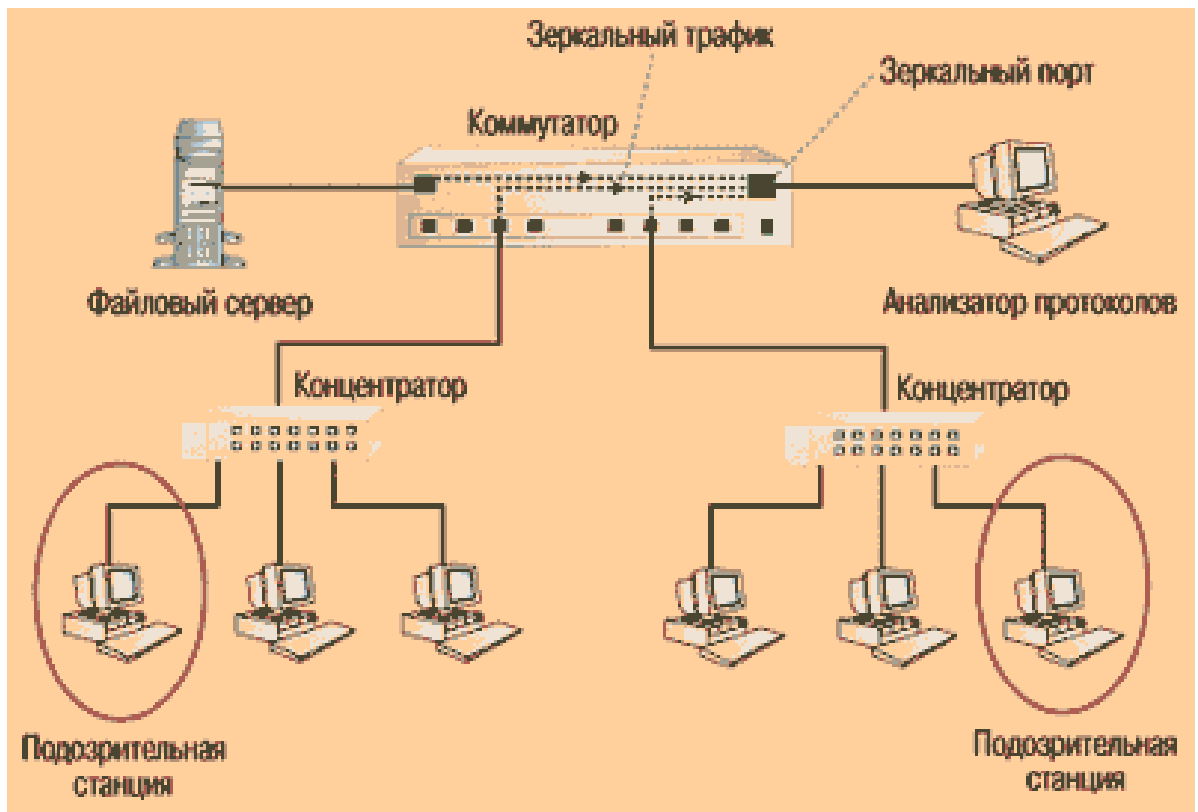 Зеркальный трафик
Зеркальный порт
Коммутатор
Файловый сервер
Анализатор протоколов
Концентратор
Концентратор
Подозрительная
станция
Подозрительная
станция